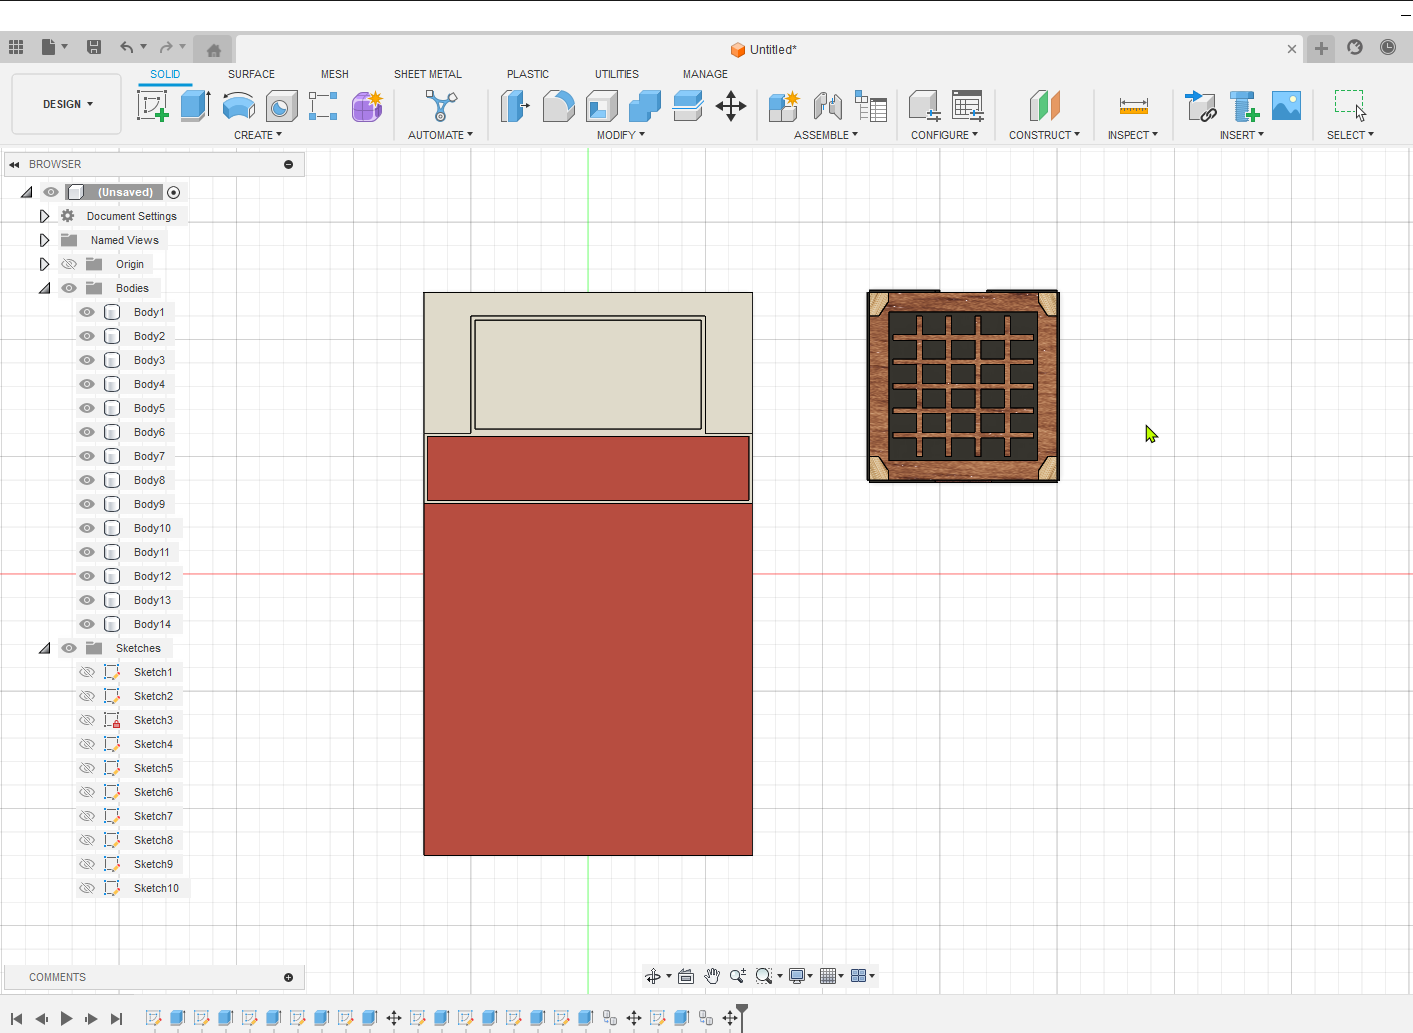 Untitled*
SOLID SURFACE MESH SHEET METAL PLASTIC UTILITIES MANAGE
DESIGN
CREATE AUTOMATE MODIFY ASSEMBLE CONFIGURE CONSTRUCT INSPECT INSERT SELECT
BROWSER
(Unsaved)
Document Settings
Named Views
Origin
Bodies
Body1
Body2
Body3
Body4
Body5
Body6
Body7
Body8
Body9
Body10
Body11
Body12
Body13
Body14
Sketches
Sketch1
Sketch2
Sketch3
Sketch4
Sketch5
Sketch6
Sketch7
Sketch8
Sketch9
Sketch10
COMMENTS